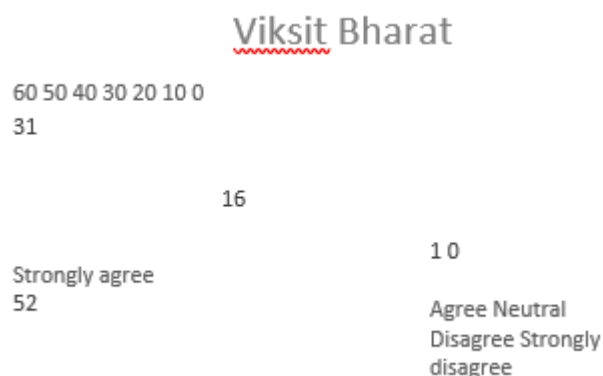 Viksit Bharat
60 50 40 30 20 10 0
31
16
1 0
Strongly agree
52
Agree Neutral
Disagree Strongly
disagree